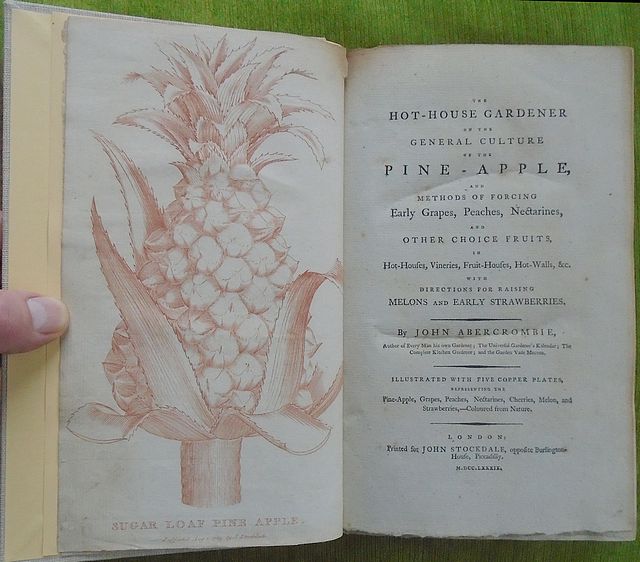 SUGAR LOAF PINE APPLE.
THE
HOT-HOUSE GARDENER
ON THE
GENERAL CULTURE
OF THE
PINE-APPLE,
AND
METHODS OF FORCING
Early Grapes, Peaches, Nectarines,
AND
OTHER CHOICE FRUITS,
IN
Hot-Houſes, Vineries, Fruit-Houſes, Hot-Walls, &c.
WITH
DIRECTIONS FOR RAISING
MELONS AND EARLY STRAWBERRIES.
By JOHN ABERCROMBIE,
Author of Every Man his own Gardener; The Univerſal Gardener's Kalendar; The
Complete Kitchen Gardener; and the Garden Vade Mecum.
ILLUSTRATED WITH FIVE COPPER PLATES,
REPRESENTING THE
Pine-Apple, Grapes, Peaches, Nectarines, Cherries, Melon, and
Strawberries,—Coloured from Nature.
LONDON:
Printed for JOHN STOCKDALE, oppoſite Burlington-
Houſe, Piccadilly.
M.DCC.LXXXIX.